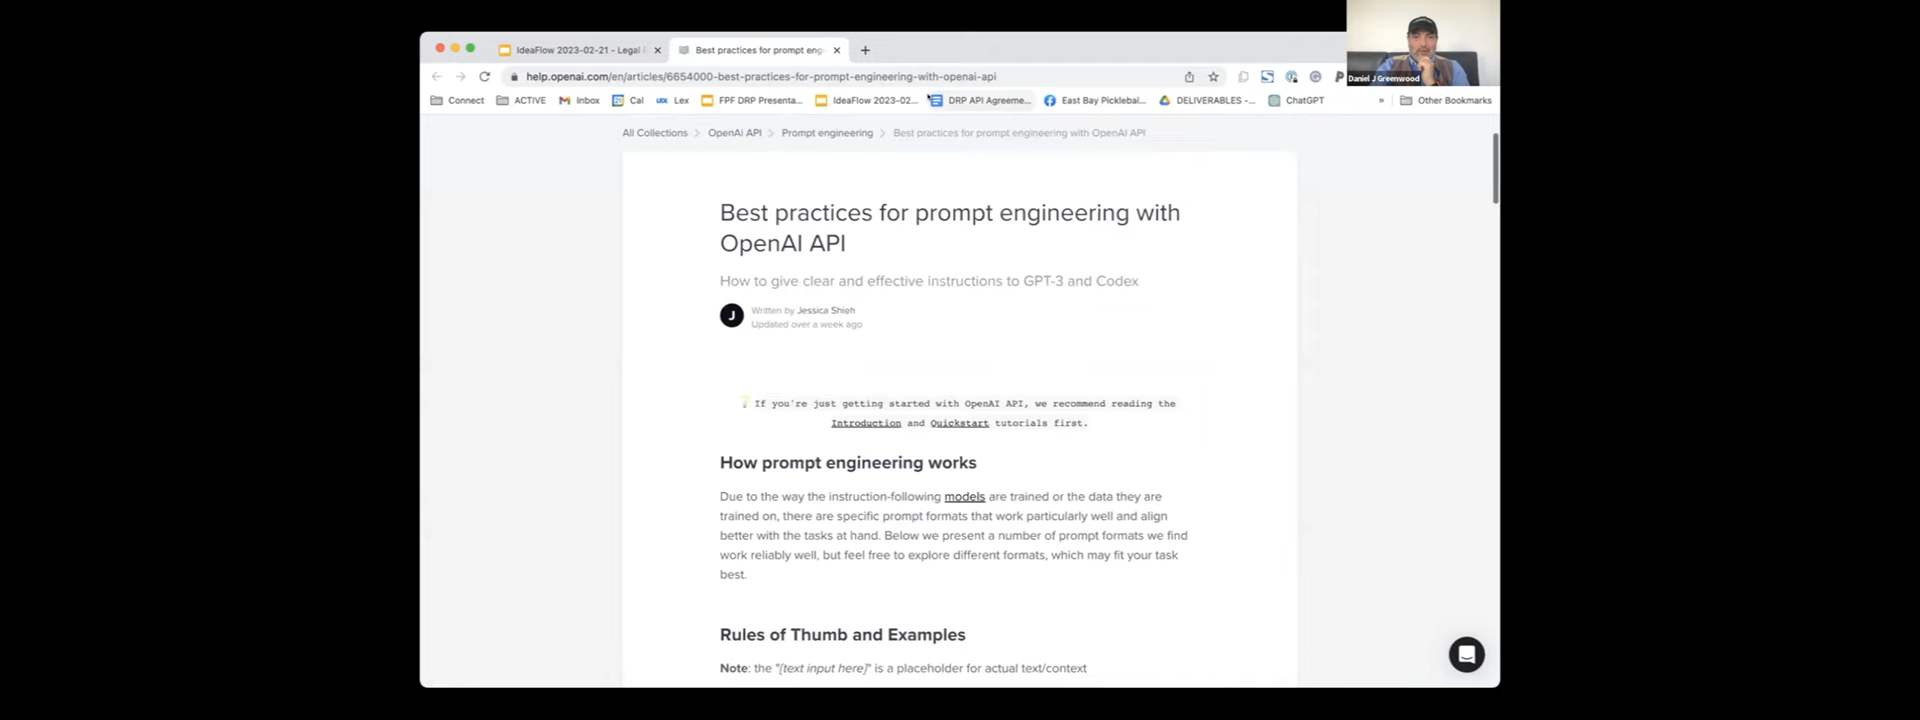 IdeaFlow 2023-02-21 - Legal
Best practices for prompt eng
help.openai.com/en/articles/6654000-best-practices-for-prompt-engineering-with-openai-api
Connect ACTIVE Inbox Cal LEX Lex FPF DRP Presenta... IdeaFlow 2023-02... DRP API Agreeme... East Bay Picklebal... DELIVERABLES -... ChatGPT » Other Bookmarks
Daniel J Greenwood
All Collections > OpenAI API > Prompt engineering > Best practices for prompt engineering with OpenAI API
Best practices for prompt engineering with
OpenAI API
How to give clear and effective instructions to GPT-3 and Codex
J
Written by Jessica Shieh
Updated over a week ago
If you're just getting started with OpenAI API, we recommend reading the
Introduction and Quickstart tutorials first.
How prompt engineering works
Due to the way the instruction-following models are trained or the data they are
trained on, there are specific prompt formats that work particularly well and align
better with the tasks at hand. Below we present a number of prompt formats we find
work reliably well, but feel free to explore different formats, which may fit your task
best.
Rules of Thumb and Examples
Note: the "{text input here}" is a placeholder for actual text/context